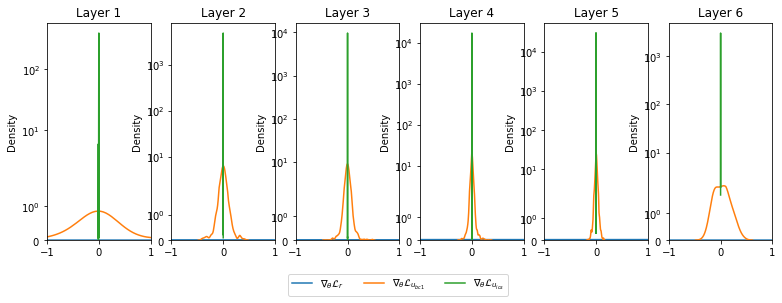 Layer 1 Layer 2 Layer 3 Layer 4 Layer 5 Layer 6
Density Density Density Density Density Density
10² 10¹ 10⁰ 0
10³ 10² 10¹ 10⁰ 0
10⁴ 10³ 10² 10¹ 10⁰ 0
10⁴ 10³ 10² 10¹ 10⁰ 0
10⁴ 10³ 10² 10¹ 10⁰ 0
10³ 10² 10¹ 10⁰ 0
−1 0 1 −1 0 1 −1 0 1 −1 0 1 −1 0 1 −1 0 1
∇θℒr ∇θℒu_bc1 ∇θℒu_ics